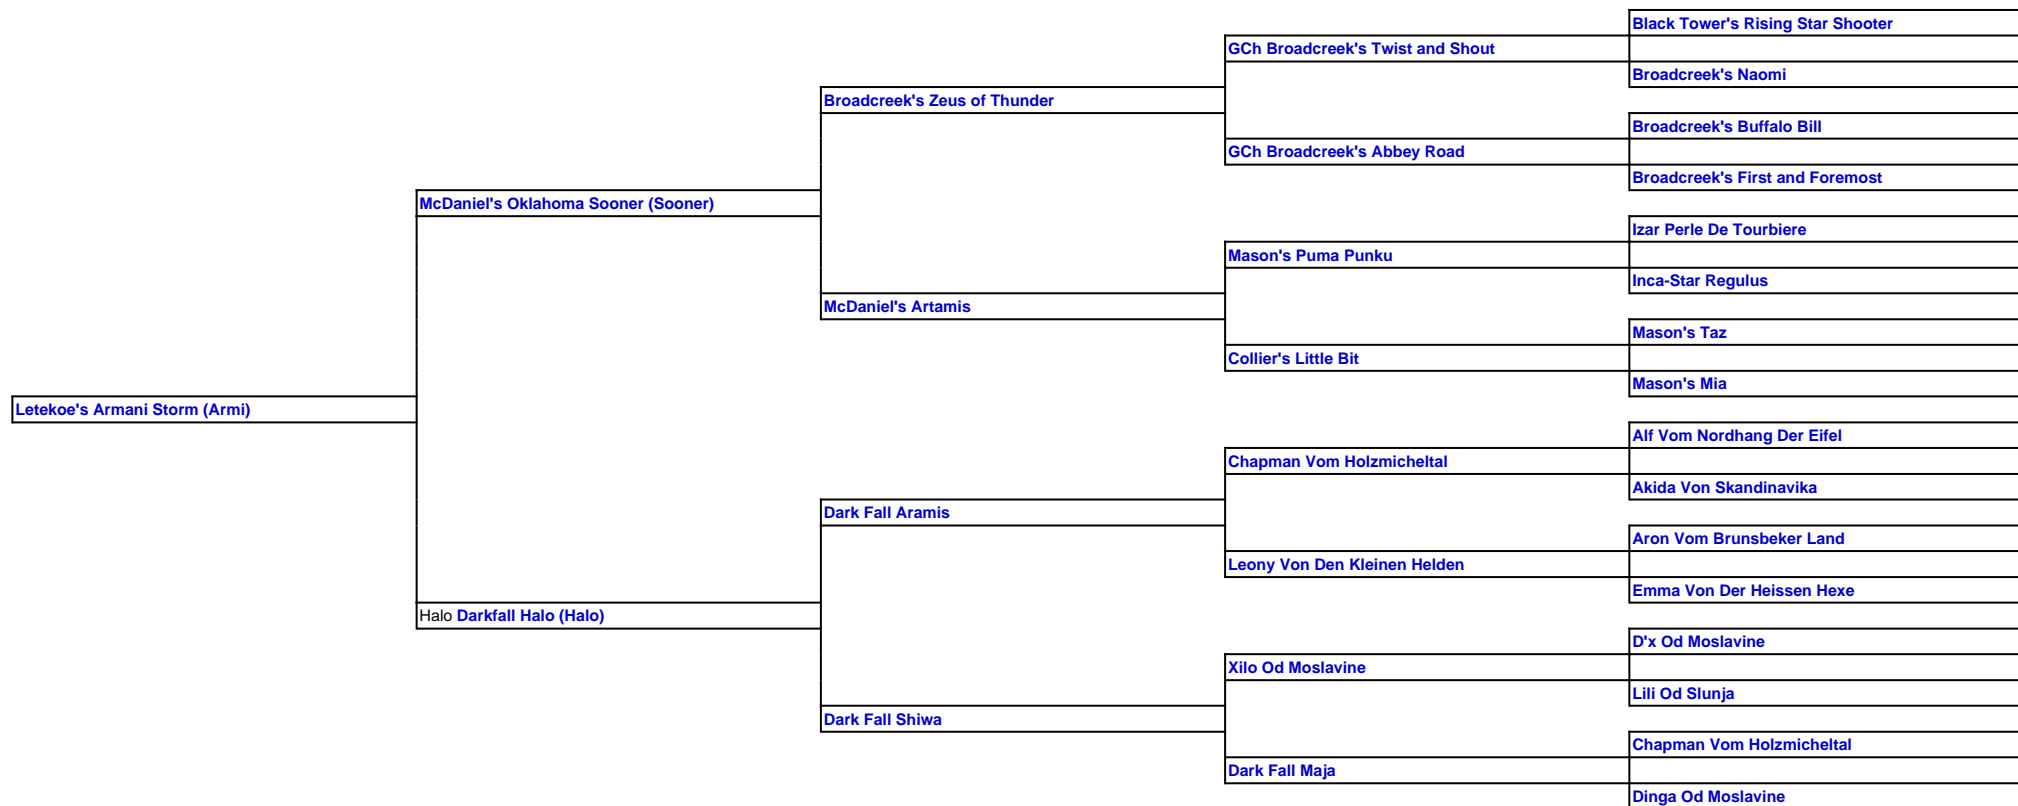 Black Tower's Rising Star Shooter
GCh Broadcreek's Twist and Shout
Broadcreek's Naomi
Broadcreek's Zeus of Thunder
Broadcreek's Buffalo Bill
GCh Broadcreek's Abbey Road
Broadcreek's First and Foremost
McDaniel's Oklahoma Sooner (Sooner)
Izar Perle De Tourbiere
Mason's Puma Punku
Inca-Star Regulus
McDaniel's Artamis
Mason's Taz
Collier's Little Bit
Mason's Mia
Letekoe's Armani Storm (Armi)
Alf Vom Nordhang Der Eifel
Chapman Vom Holzmicheltal
Akida Von Skandinavika
Dark Fall Aramis
Aron Vom Brunsbeker Land
Leony Von Den Kleinen Helden
Emma Von Der Heissen Hexe
Halo Darkfall Halo (Halo)
D'x Od Moslavine
Xilo Od Moslavine
Lili Od Slunja
Dark Fall Shiwa
Chapman Vom Holzmicheltal
Dark Fall Maja
Dinga Od Moslavine